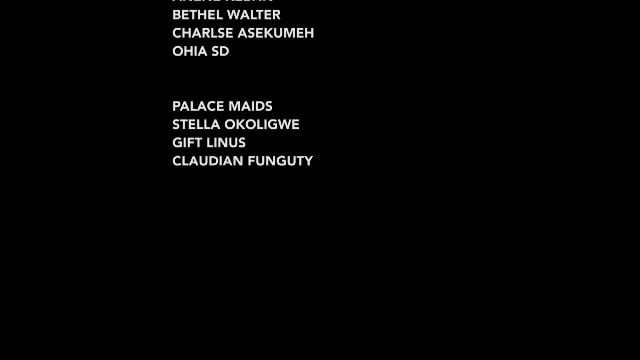 BETHEL WALTER
CHARLSE ASEKUMEH
OHIA SD
PALACE MAIDS
STELLA OKOLIGWE
GIFT LINUS
CLAUDIAN FUNGUTY